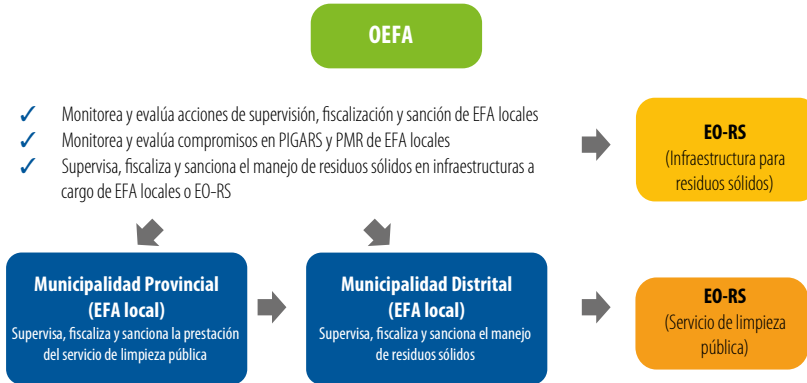 OEFA
✓ Monitorea y evalúa acciones de supervisión, fiscalización y sanción de EFA locales
✓ Monitorea y evalúa compromisos en PIGARS y PMR de EFA locales
✓ Supervisa, fiscaliza y sanciona el manejo de residuos sólidos en infraestructuras a
cargo de EFA locales o EO-RS
EO-RS
(Infraestructura para
residuos sólidos)
Municipalidad Provincial
(EFA local)
Supervisa, fiscaliza y sanciona la prestación
del servicio de limpieza pública
Municipalidad Distrital
(EFA local)
Supervisa, fiscaliza y sanciona el manejo
de residuos sólidos
EO-RS
(Servicio de limpieza
pública)